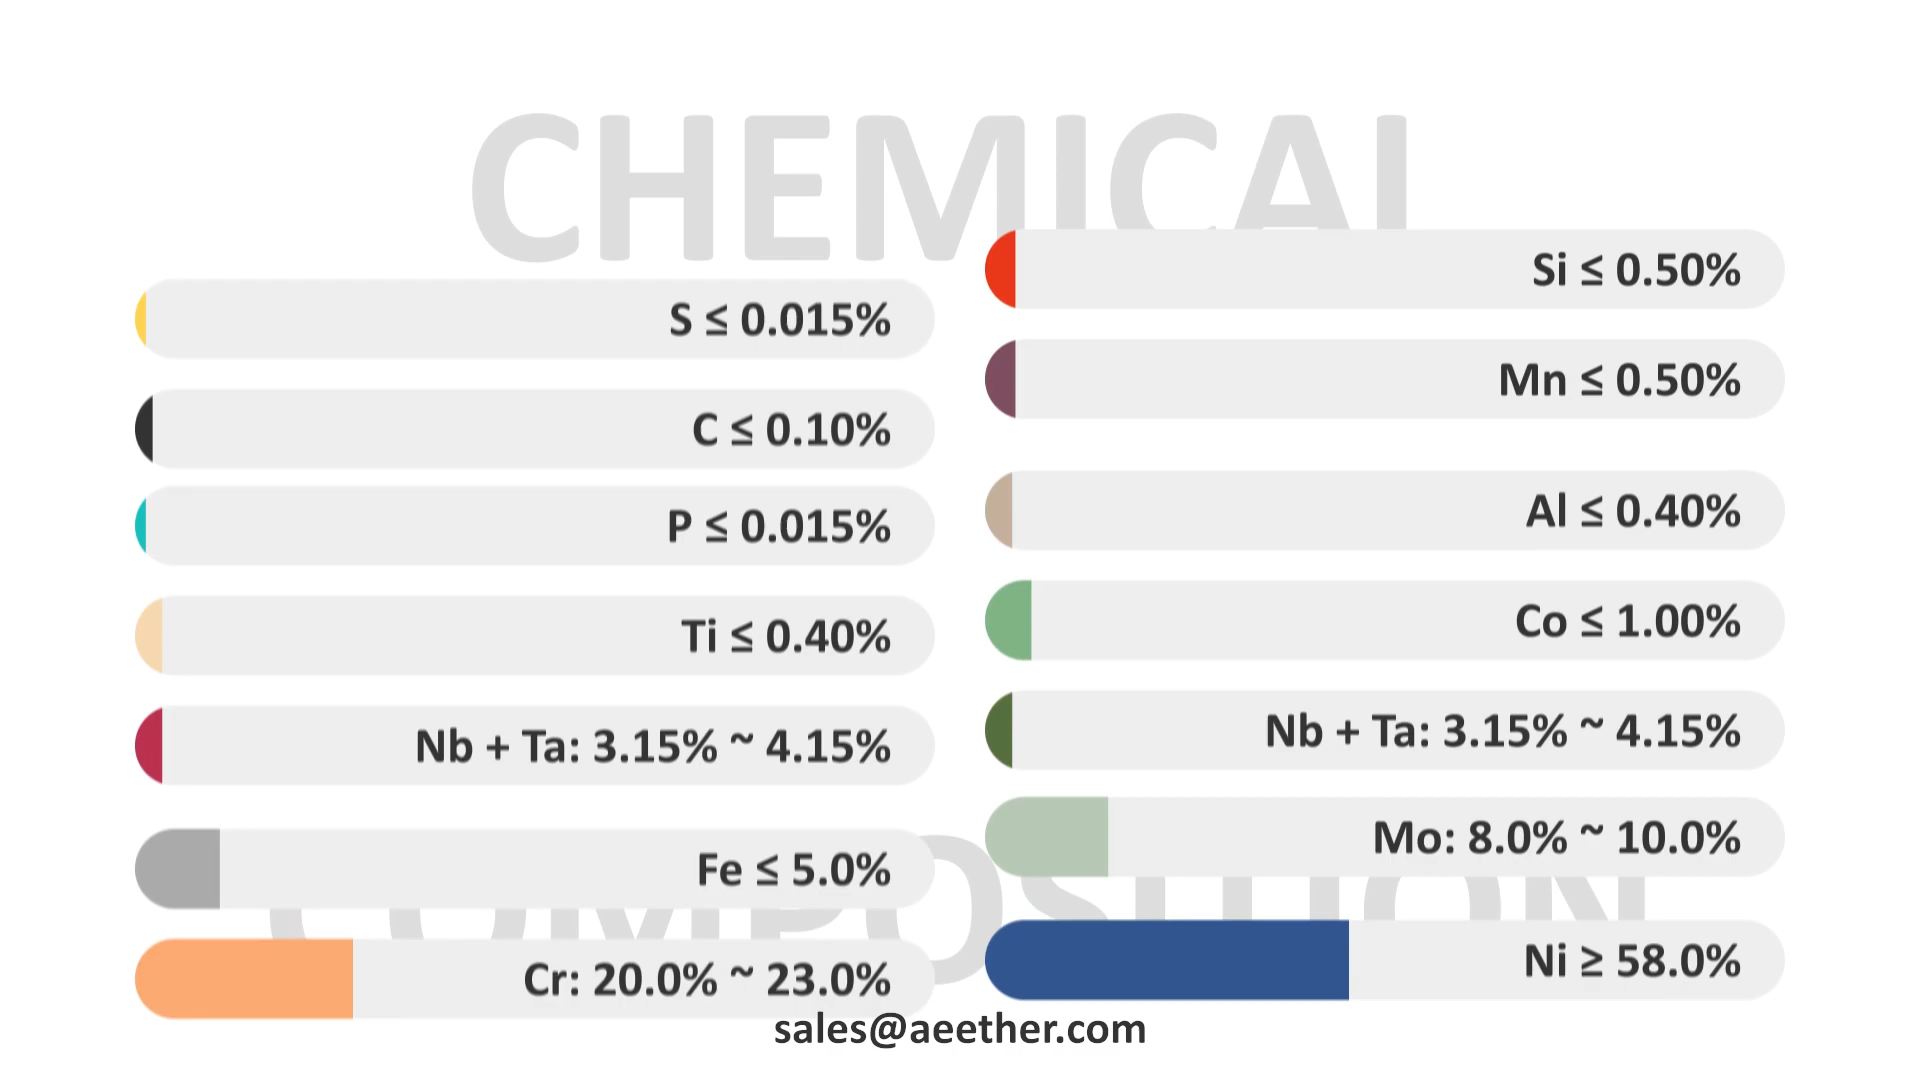 CHEMICAL
S ≤ 0.015%
C ≤ 0.10%
P ≤ 0.015%
Ti ≤ 0.40%
Nb + Ta: 3.15% ~ 4.15%
Fe ≤ 5.0%
Cr: 20.0% ~ 23.0%
Si ≤ 0.50%
Mn ≤ 0.50%
Al ≤ 0.40%
Co ≤ 1.00%
Nb + Ta: 3.15% ~ 4.15%
Mo: 8.0% ~ 10.0%
Ni ≥ 58.0%
COMPOSITION
sales@aeether.com